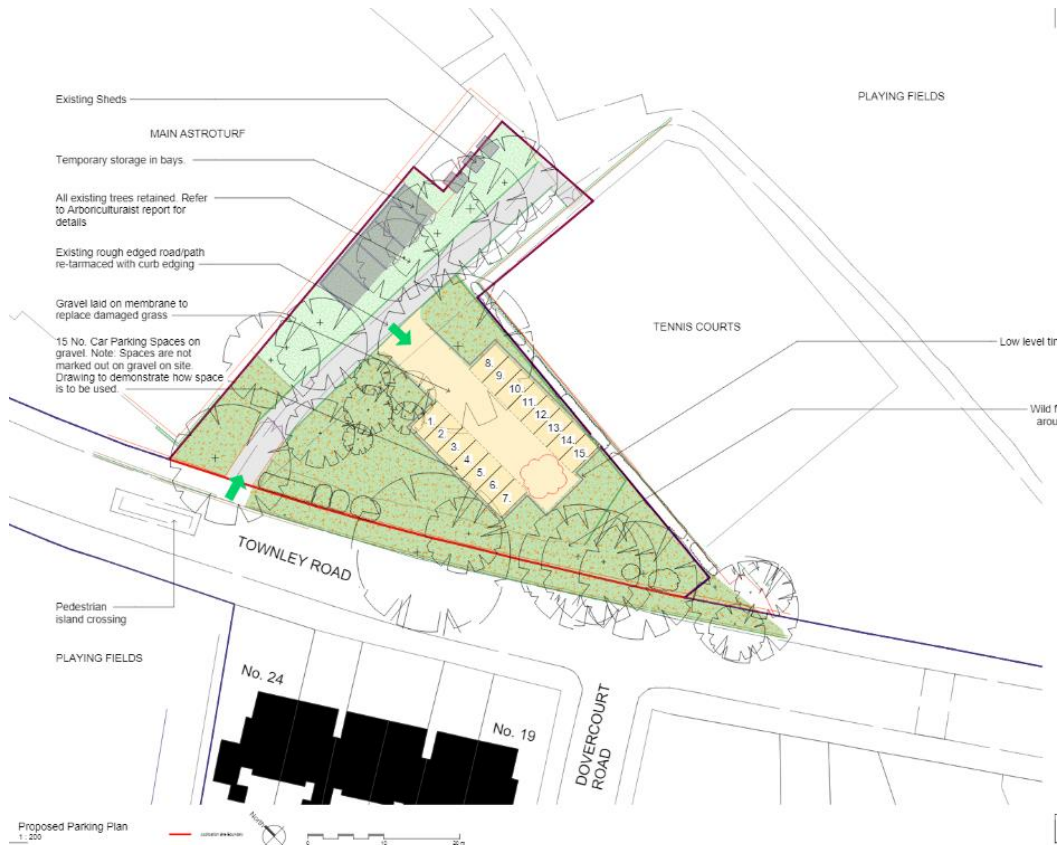 Existing Sheds
MAIN ASTROTURF
PLAYING FIELDS
Temporary storage in bays.
All existing trees retained. Refer
to Arboriculturaist report for
details
Existing rough edged road/path
re-tarmaced with curb edging
Gravel laid on membrane to
replace damaged grass
15 No. Car Parking Spaces on
gravel. Note: Spaces are not
marked out on gravel on site.
Drawing to demonstrate how space
is to be used.
TENNIS COURTS
Low level tin
Wild
arou
8.
9.
10.
11.
12.
13.
14.
15.
1.
2.
3.
4.
5.
6.
7.
TOWNLEY ROAD
Pedestrian
island crossing
PLAYING FIELDS
No. 24
No. 19
DOVERCOURT
ROAD
Proposed Parking Plan
1 : 200
North
0
10
20 m